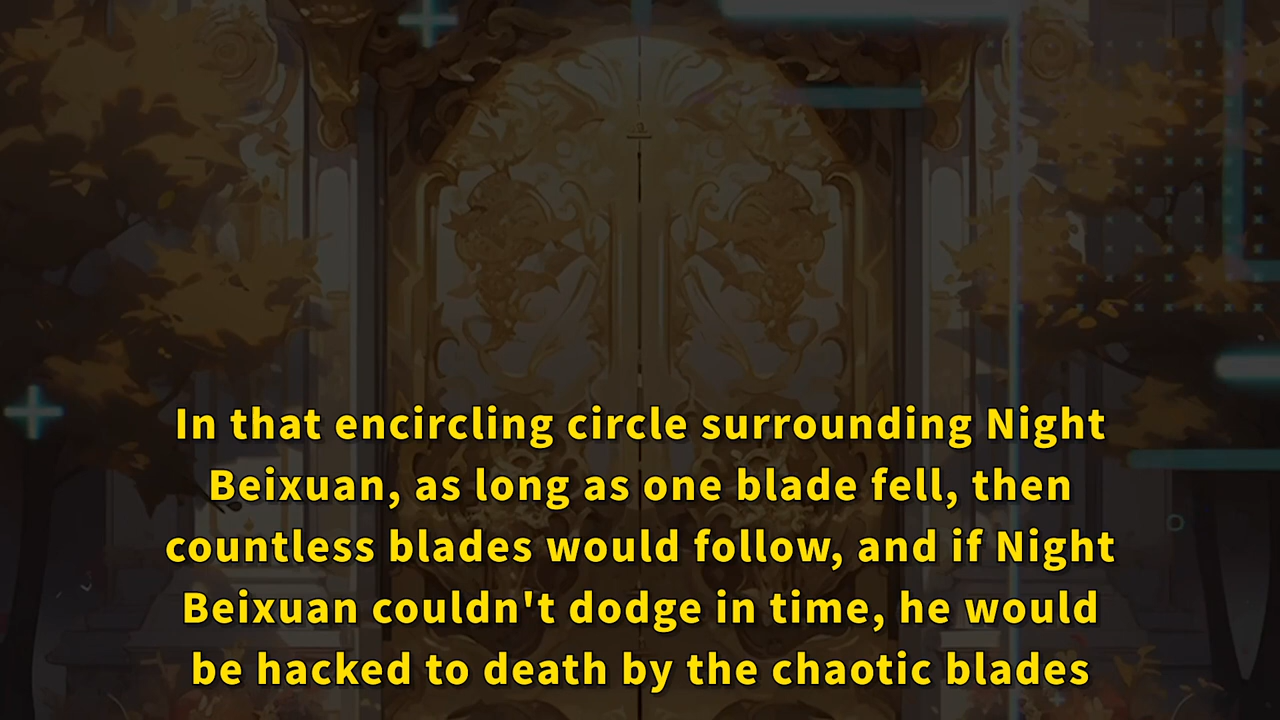 In that encircling circle surrounding Night
Beixuan, as long as one blade fell, then
countless blades would follow, and if Night
Beixuan couldn't dodge in time, he would
be hacked to death by the chaotic blades